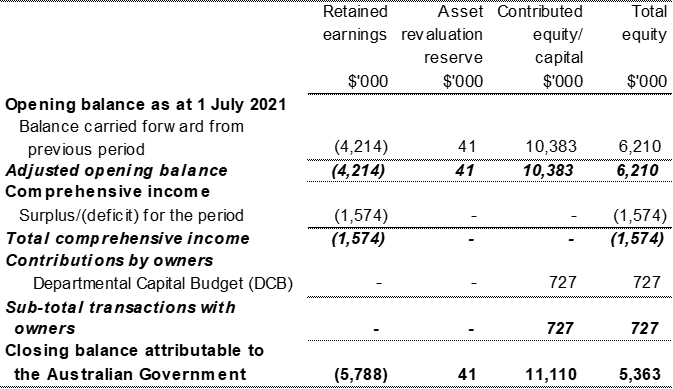 Retained Asset Contributed Total
earnings revaluation equity/ equity
reserve capital
$'000 $'000 $'000 $'000
Opening balance as at 1 July 2021
Balance carried forward from
previous period (4,214) 41 10,383 6,210
Adjusted opening balance (4,214) 41 10,383 6,210
Comprehensive income
Surplus/(deficit) for the period (1,574) - - (1,574)
Total comprehensive income (1,574) - - (1,574)
Contributions by owners
Departmental Capital Budget (DCB) - - 727 727
Sub-total transactions with
owners - - 727 727
Closing balance attributable to
the Australian Government (5,788) 41 11,110 5,363